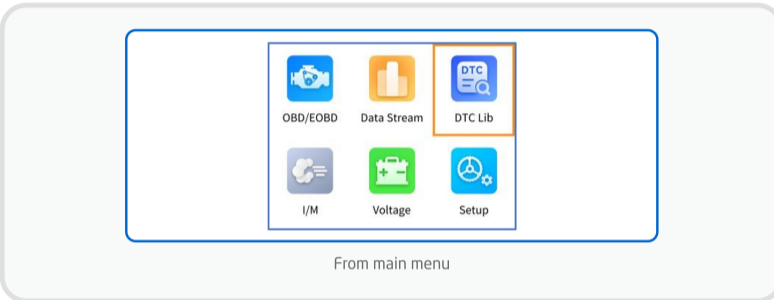 DTC
OBD/EOBD Data Stream DTC Lib
I/M Voltage Setup
From main menu